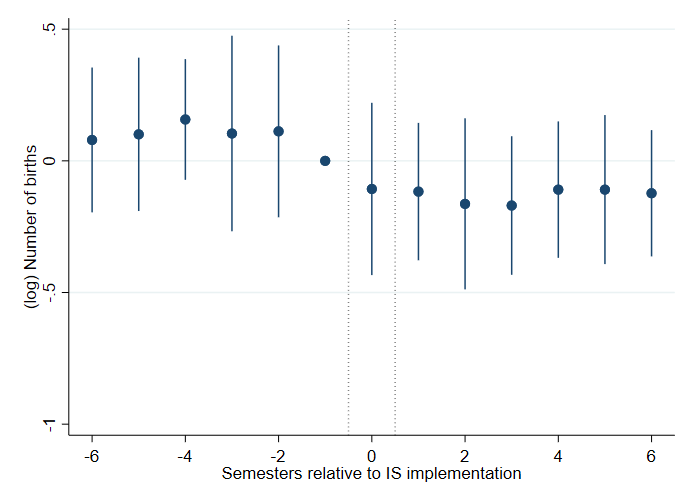 (log) Number of births
.5
0
-.5
-1
-6 -4 -2 0 2 4 6
Semesters relative to IS implementation